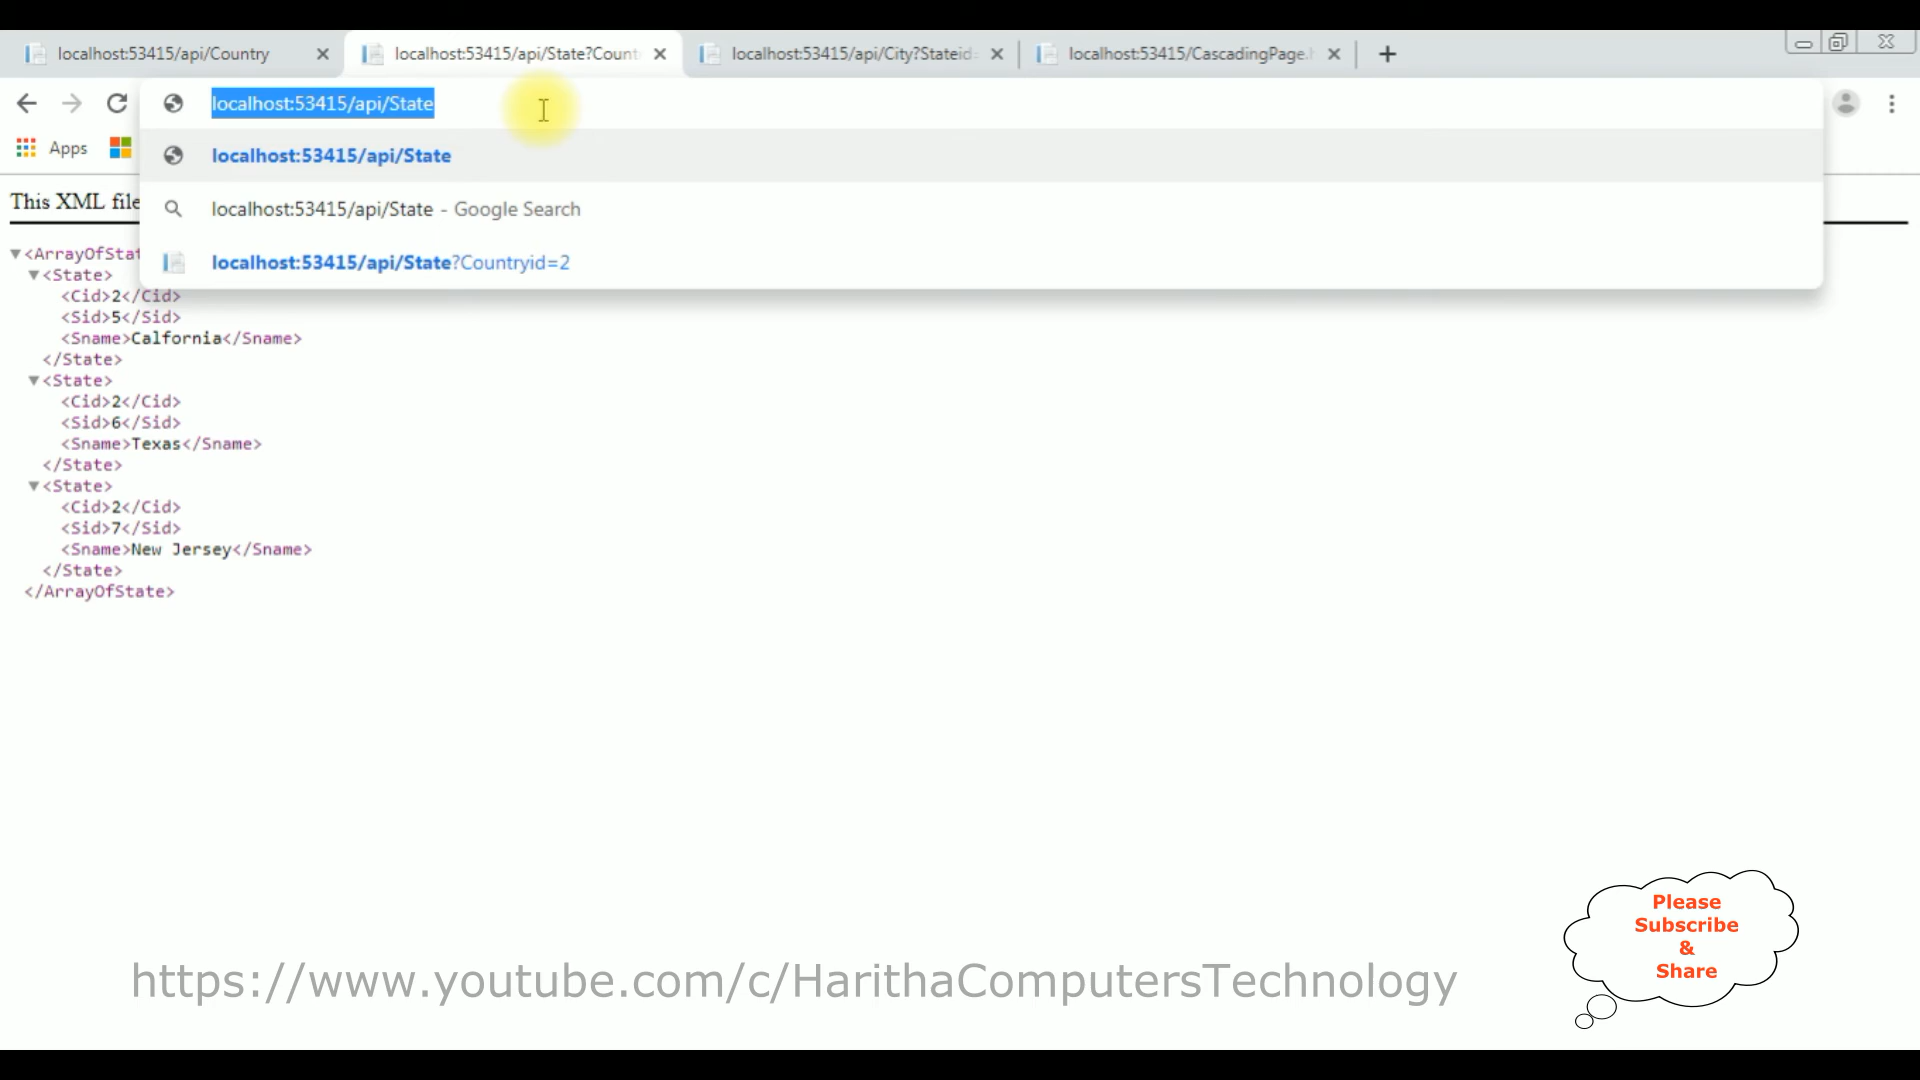 localhost:53415/api/Country
localhost:53415/api/State?Count
localhost:53415/api/City?Stateid=
localhost:53415/CascadingPage.
localhost:53415/api/State
Apps
localhost:53415/api/State
localhost:53415/api/State - Google Search
localhost:53415/api/State?Countryid=2
This XML file
<ArrayOfStat
<State>
<Cid>2</Cid>
<Sid>5</Sid>
<Sname>Calfornia</Sname>
</State>
<State>
<Cid>2</Cid>
<Sid>6</Sid>
<Sname>Texas</Sname>
</State>
<State>
<Cid>2</Cid>
<Sid>7</Sid>
<Sname>New Jersey</Sname>
</State>
</ArrayOfState>
Please
Subscribe
&
Share
https://www.youtube.com/c/HarithaComputersTechnology